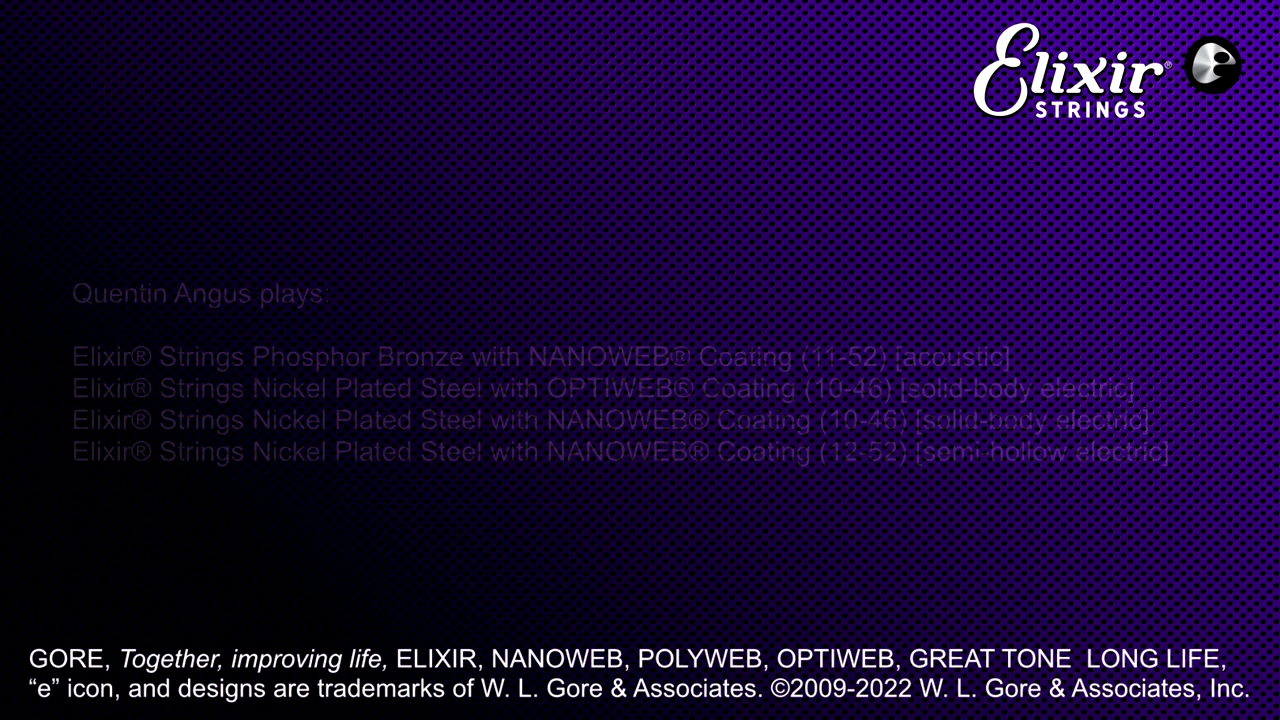 Elixir®
STRINGS
Quentin Angus plays:
Elixir® Strings Phosphor Bronze with NANOWEB® Coating (11-52) [accustic]
Elixir® Strings Nickel Plated Steel with OPTIWEB® Coating (10-46) [solid-body electric]
Elixir® Strings Nickel Plated Steel with NANOWEB® Coating (10-46) [solid-body electric]
Elixir® Strings Nickel Plated Steel with NANOWEB® Coating (12-52) [semi-hollow electric]
GORE, Together, improving life, ELIXIR, NANOWEB, POLYWEB, OPTIWEB, GREAT TONE LONG LIFE,
“e” icon, and designs are trademarks of W. L. Gore & Associates. ©2009-2022 W. L. Gore & Associates, Inc.